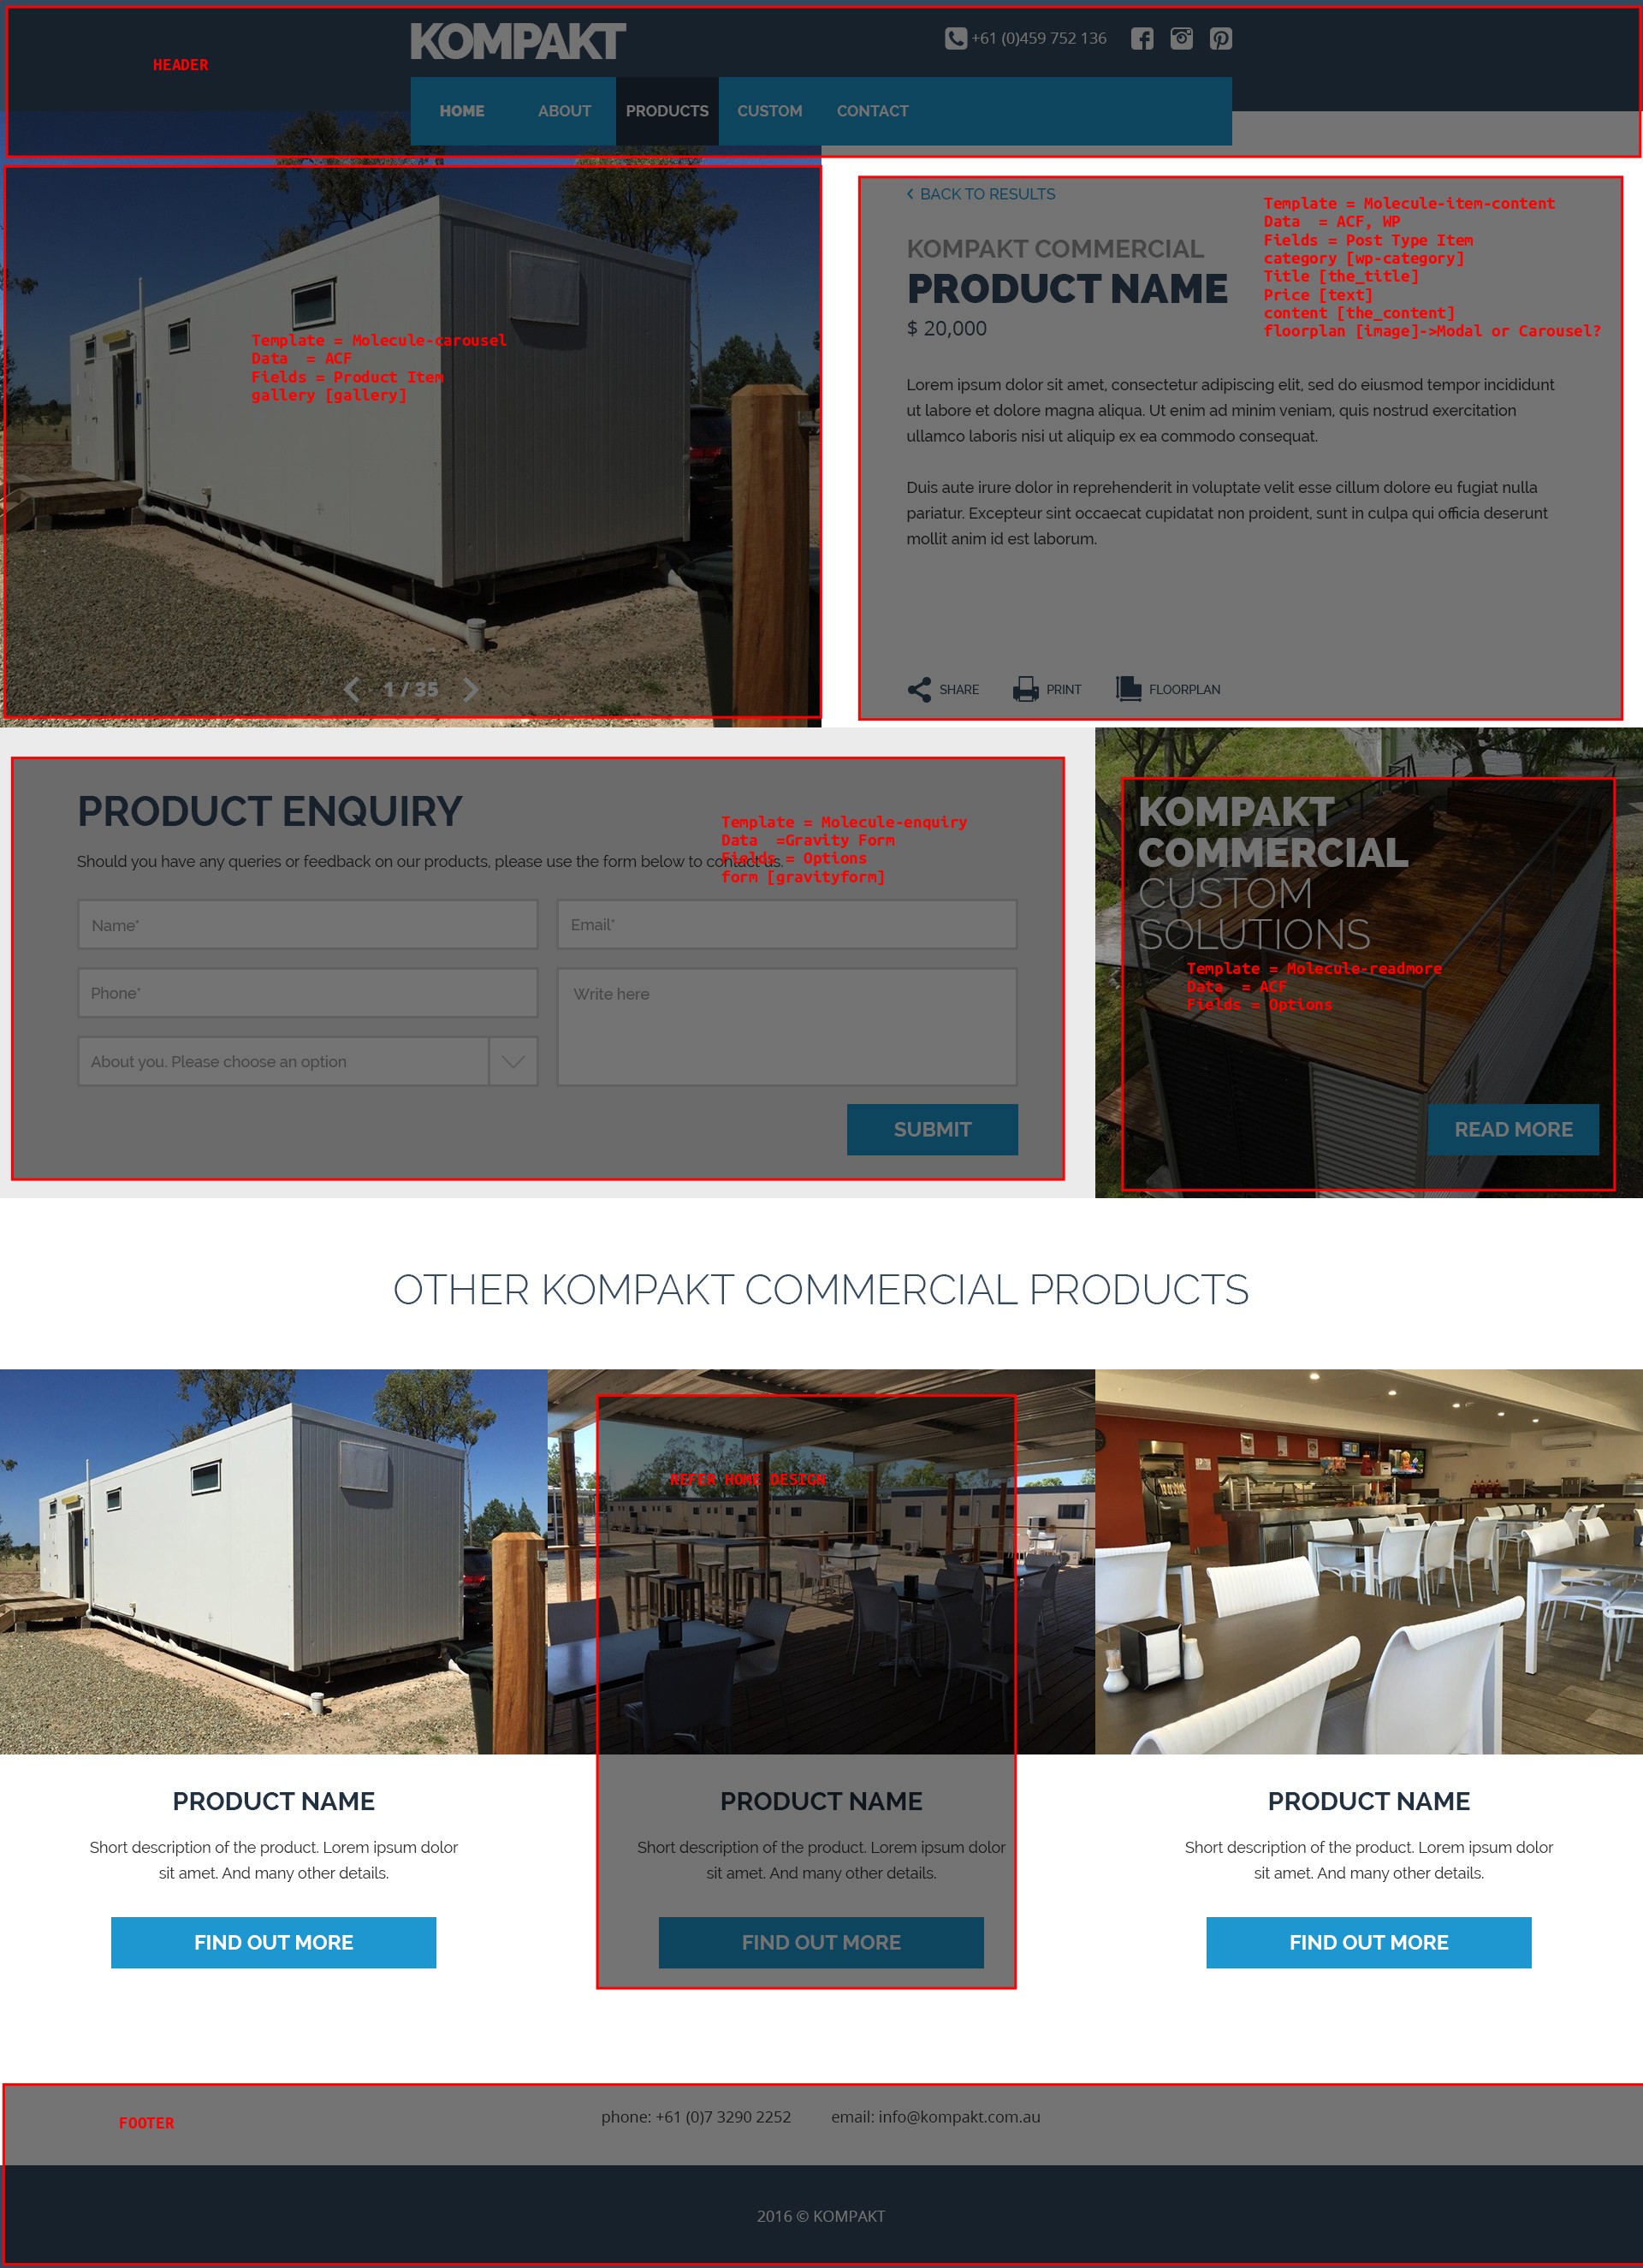 KOMPAKT
+61 (0)459 752 136
HEADER
HOME
ABOUT
PRODUCTS
CUSTOM
CONTACT
Template = Molecule-carousel
Data = ACF
Fields = Product Item
gallery [gallery]
1 / 35
BACK TO RESULTS
KOMPAKT COMMERCIAL
PRODUCT NAME
$ 20,000
Template = Molecule-item-content
Data = ACF, WP
Fields = Post Type Item
category [wp-category]
Title [the_title]
Price [text]
content [the_content]
floorplan [image]->Modal or Carousel?
Lorem ipsum dolor sit amet, consectetur adipiscing elit, sed do eiusmod tempor incididunt
ut labore et dolore magna aliqua. Ut enim ad minim veniam, quis nostrud exercitation
ullamco laboris nisi ut aliquip ex ea commodo consequat.
Duis aute irure dolor in reprehenderit in voluptate velit esse cillum dolore eu fugiat nulla
pariatur. Excepteur sint occaecat cupidatat non proident, sunt in culpa qui officia deserunt
mollit anim id est laborum.
SHARE
PRINT
FLOORPLAN
PRODUCT ENQUIRY
Should you have any queries or feedback on our products, please use the form below to contact us.
Template = Molecule-enquiry
Data =Gravity Form
Fields = Options
form [gravityform]
Name*
Email*
Phone*
Write here
About you. Please choose an option
SUBMIT
KOMPAKT
COMMERCIAL
CUSTOM
SOLUTIONS
Template = Molecule-readmore
Data = ACF
Fields = Options
READ MORE
OTHER KOMPAKT COMMERCIAL PRODUCTS
REFER HOME DESIGN
PRODUCT NAME
Short description of the product. Lorem ipsum dolor
sit amet. And many other details.
FIND OUT MORE
PRODUCT NAME
Short description of the product. Lorem ipsum dolor
sit amet. And many other details.
FIND OUT MORE
PRODUCT NAME
Short description of the product. Lorem ipsum dolor
sit amet. And many other details.
FIND OUT MORE
FOOTER
phone: +61 (0)7 3290 2252
email: info@kompakt.com.au
2016 © KOMPAKT